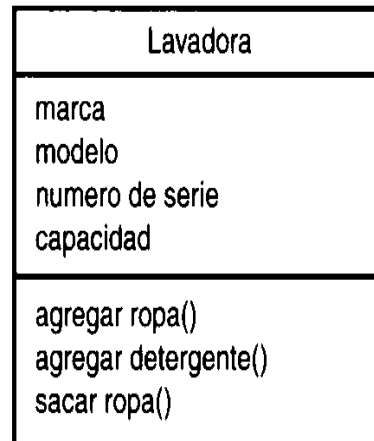 Lavadora
marca
modelo
numero de serie
capacidad
agregar ropa()
agregar detergente()
sacar ropa()